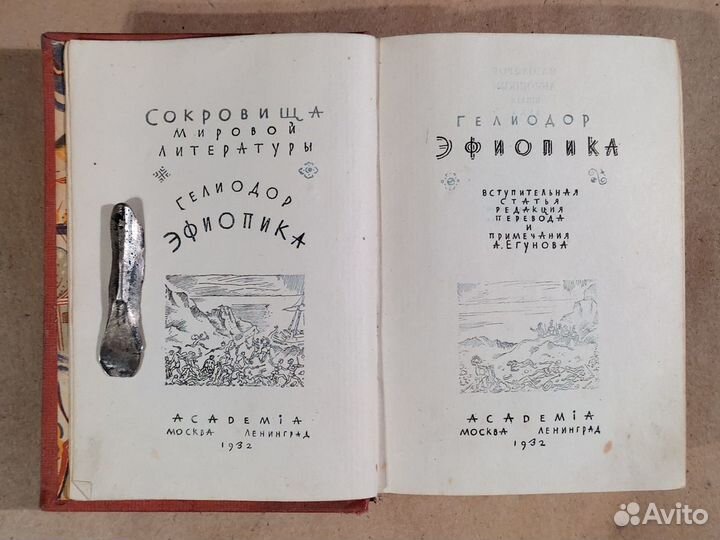 СОКРОВИЩА
МИРОВОЙ
ЛИТЕРАТУРЫ
ГЕЛИОДОР
ЭФИОПИКА
ACADEMIA
МОСКВА ЛЕНИНГРАД
1932
ГЕЛИОДОР
ЭФИОПИКА
ВСТУПИТЕЛЬНАЯ
СТАТЬЯ
РЕДАКЦИЯ
ПЕРЕВОДА
И
ПРИМЕЧАНИЯ
А. ЕГУНОВА
ACADEMIA
МОСКВА ЛЕНИНГРАД
1932
Avito